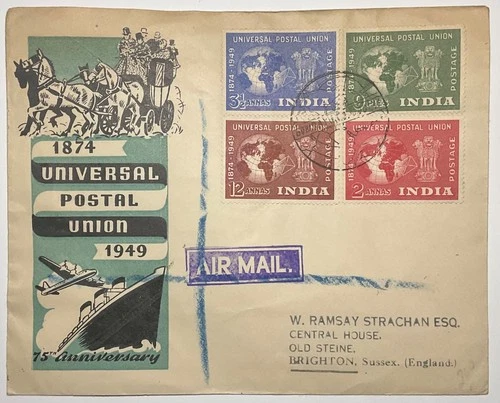 1874
UNIVERSAL
POSTAL
UNION
1949
75th Anniversary
UNIVERSAL POSTAL UNION
1874-1949
POSTAGE
3½ ANNAS INDIA
UNIVERSAL POSTAL UNION
1874-1949
POSTAGE
9 PIES INDIA
UNIVERSAL POSTAL UNION
1874-1949
POSTAGE
12 ANNAS INDIA
UNIVERSAL POSTAL UNION
1874-1949
POSTAGE
2 ANNAS INDIA
AIR MAIL.
W. RAMSAY STRACHAN ESQ.
CENTRAL HOUSE.
OLD STEINE.
BRIGHTON, Sussex. (England.)